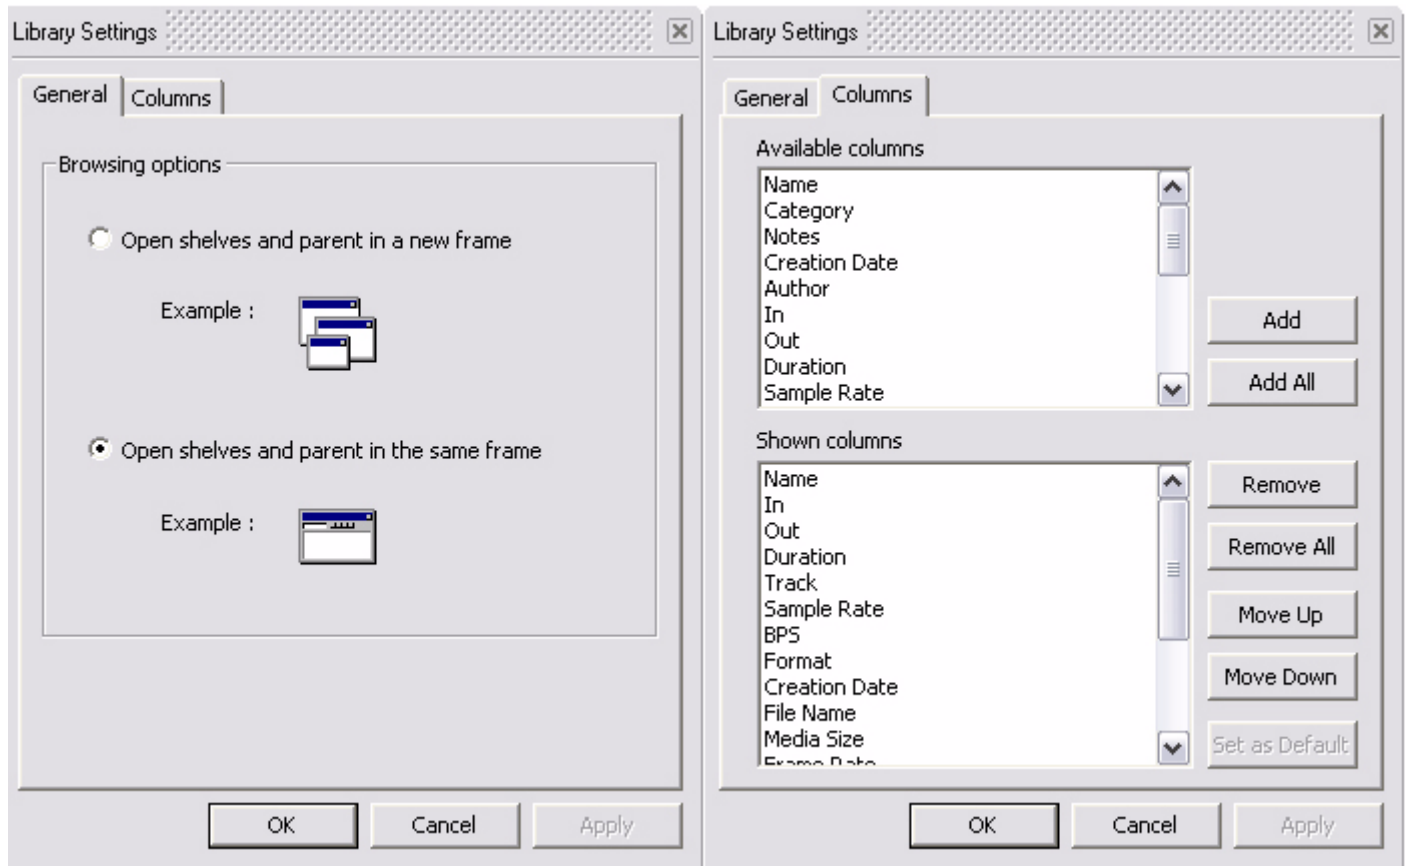 Library Settings
General
Columns
Browsing options
Open shelves and parent in a new frame
Example :
Open shelves and parent in the same frame
Example :
OK
Cancel
Apply
Library Settings
General
Columns
Available columns
Name
Category
Notes
Creation Date
Author
In
Out
Duration
Sample Rate
Add
Add All
Shown columns
Name
In
Out
Duration
Track
Sample Rate
BPS
Format
Creation Date
File Name
Media Size
Frame Rate
Remove
Remove All
Move Up
Move Down
Set as Default
OK
Cancel
Apply